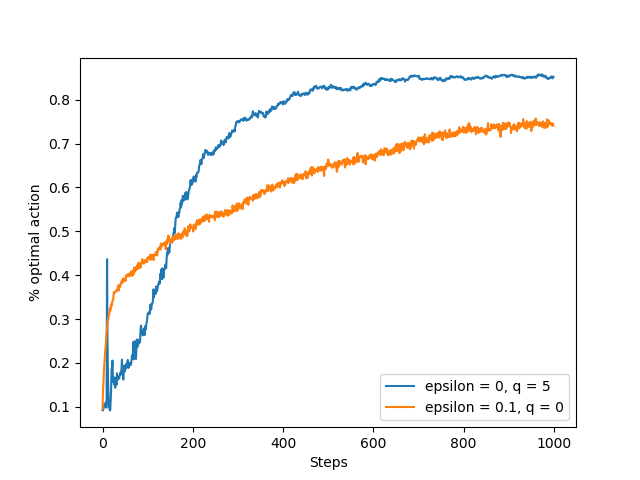 0.8
0.7
0.6
0.5
0.4
0.3
0.2
0.1
% optimal action
epsilon = 0, q = 5
epsilon = 0.1, q = 0
0 200 400 600 800 1000
Steps